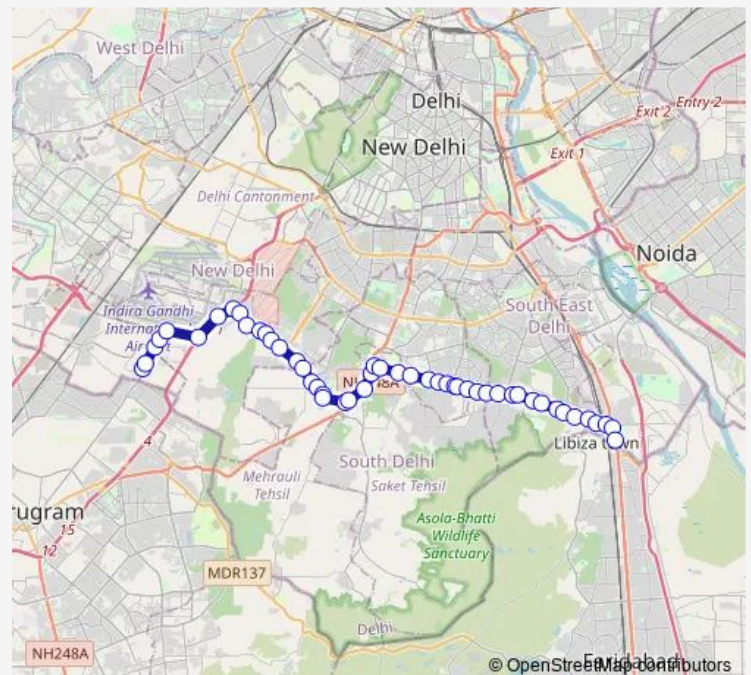 West Delhi
Delhi
Exit 2
Entry-2
New Delhi
Exit 1
Delhi Cantonment
Noida
New Delhi
Indira Gandhi
South East
Delhi
4
Libiza
South Delhi
Mehrauli
Tehsil
Saket Tehsil
rugram
15
12
Asola-Bhatti
Wildlife
Sanctuary
MDR137
Delhi
NH248A
© OpenStreetMap contributors